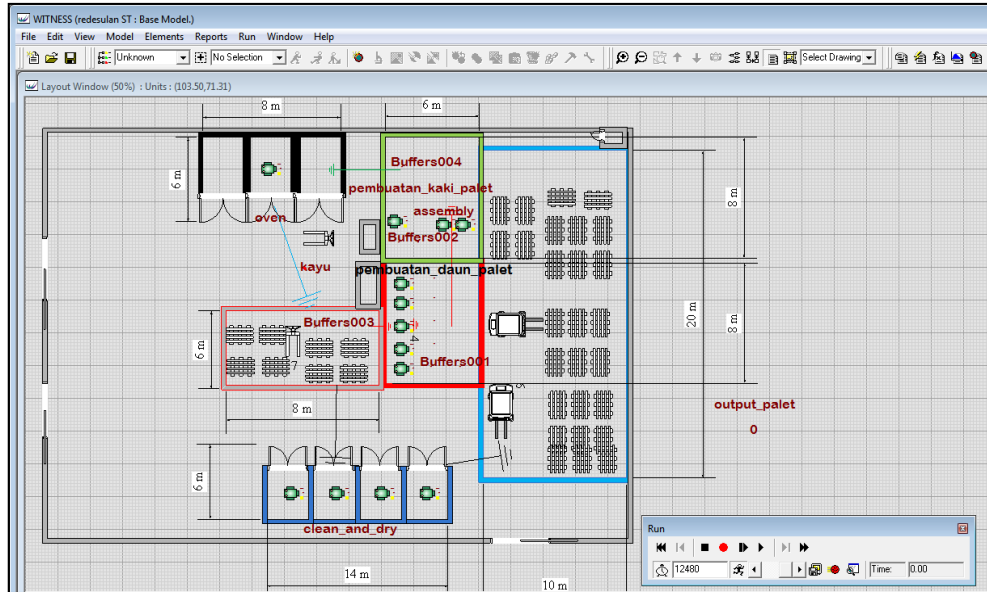 WITNESS (redesulan ST : Base Model.)
File Edit View Model Elements Reports Run Window Help
Unknown No Selection Select Drawing
Layout Window (50%) : Units : (103.50,71.31)
8 m
6 m
6 m
Buffers004
pembuatan_kaki_palet
8 m
oven
assembly
Buffers002
kayu
pembuatan_daun_palet
20 m
Buffers003
6 m
4
8 m
Buffers001
7
8 m
output_palet
0
6 m
clean_and_dry
14 m
10 m
Run
12480 Time: 0.00